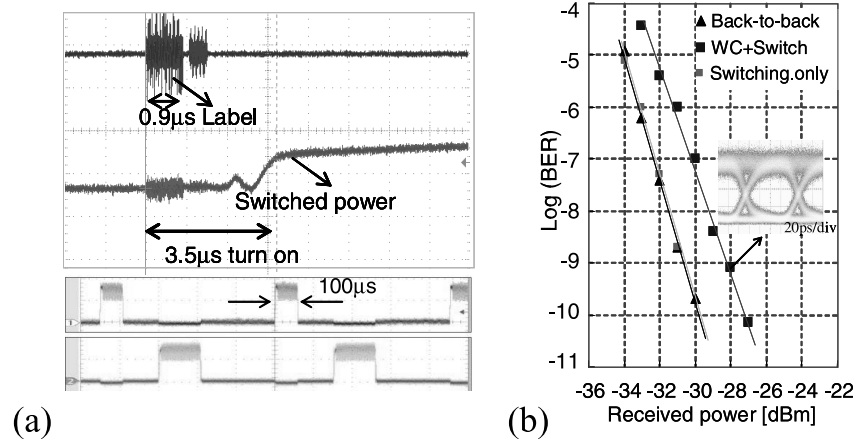 (a)
0.9µs Label
Switched power
3.5µs turn on
100µs
1
2
(b)
Log (BER)
-4
-5
-6
-7
-8
-9
-10
-11
Back-to-back
WC+Switch
Switching.only
20ps/div
-36 -34 -32 -30 -28 -26 -24 -22
Received power [dBm]